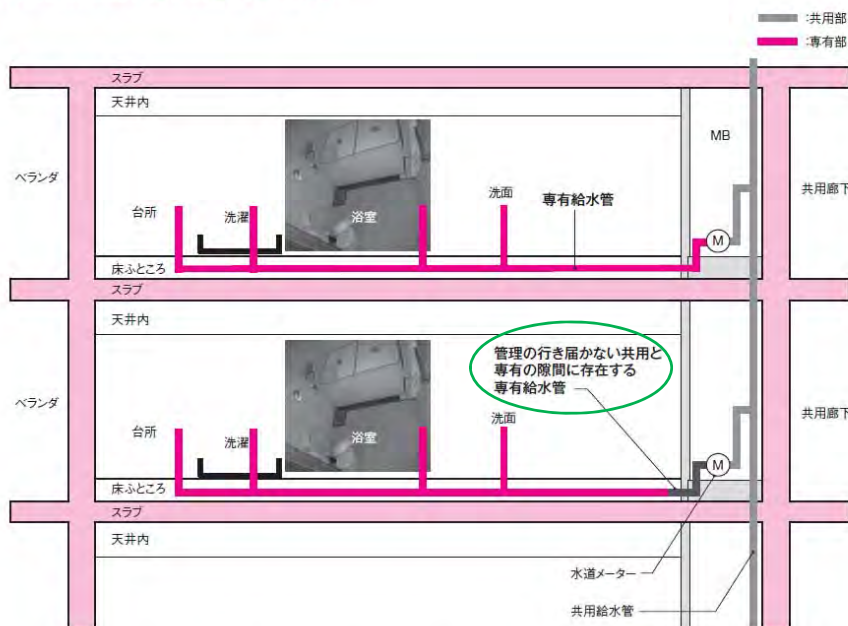 :共用部
:専有部
スラブ
天井内
MB
ベランダ
共用廊下
台所
洗濯
浴室
洗面
専有給水管
M
床ふところ
スラブ
天井内
管理の行き届かない共用と
専有の隙間に存在する
専有給水管
ベランダ
共用廊下
台所
洗濯
浴室
洗面
M
床ふところ
スラブ
天井内
水道メーター
共用給水管